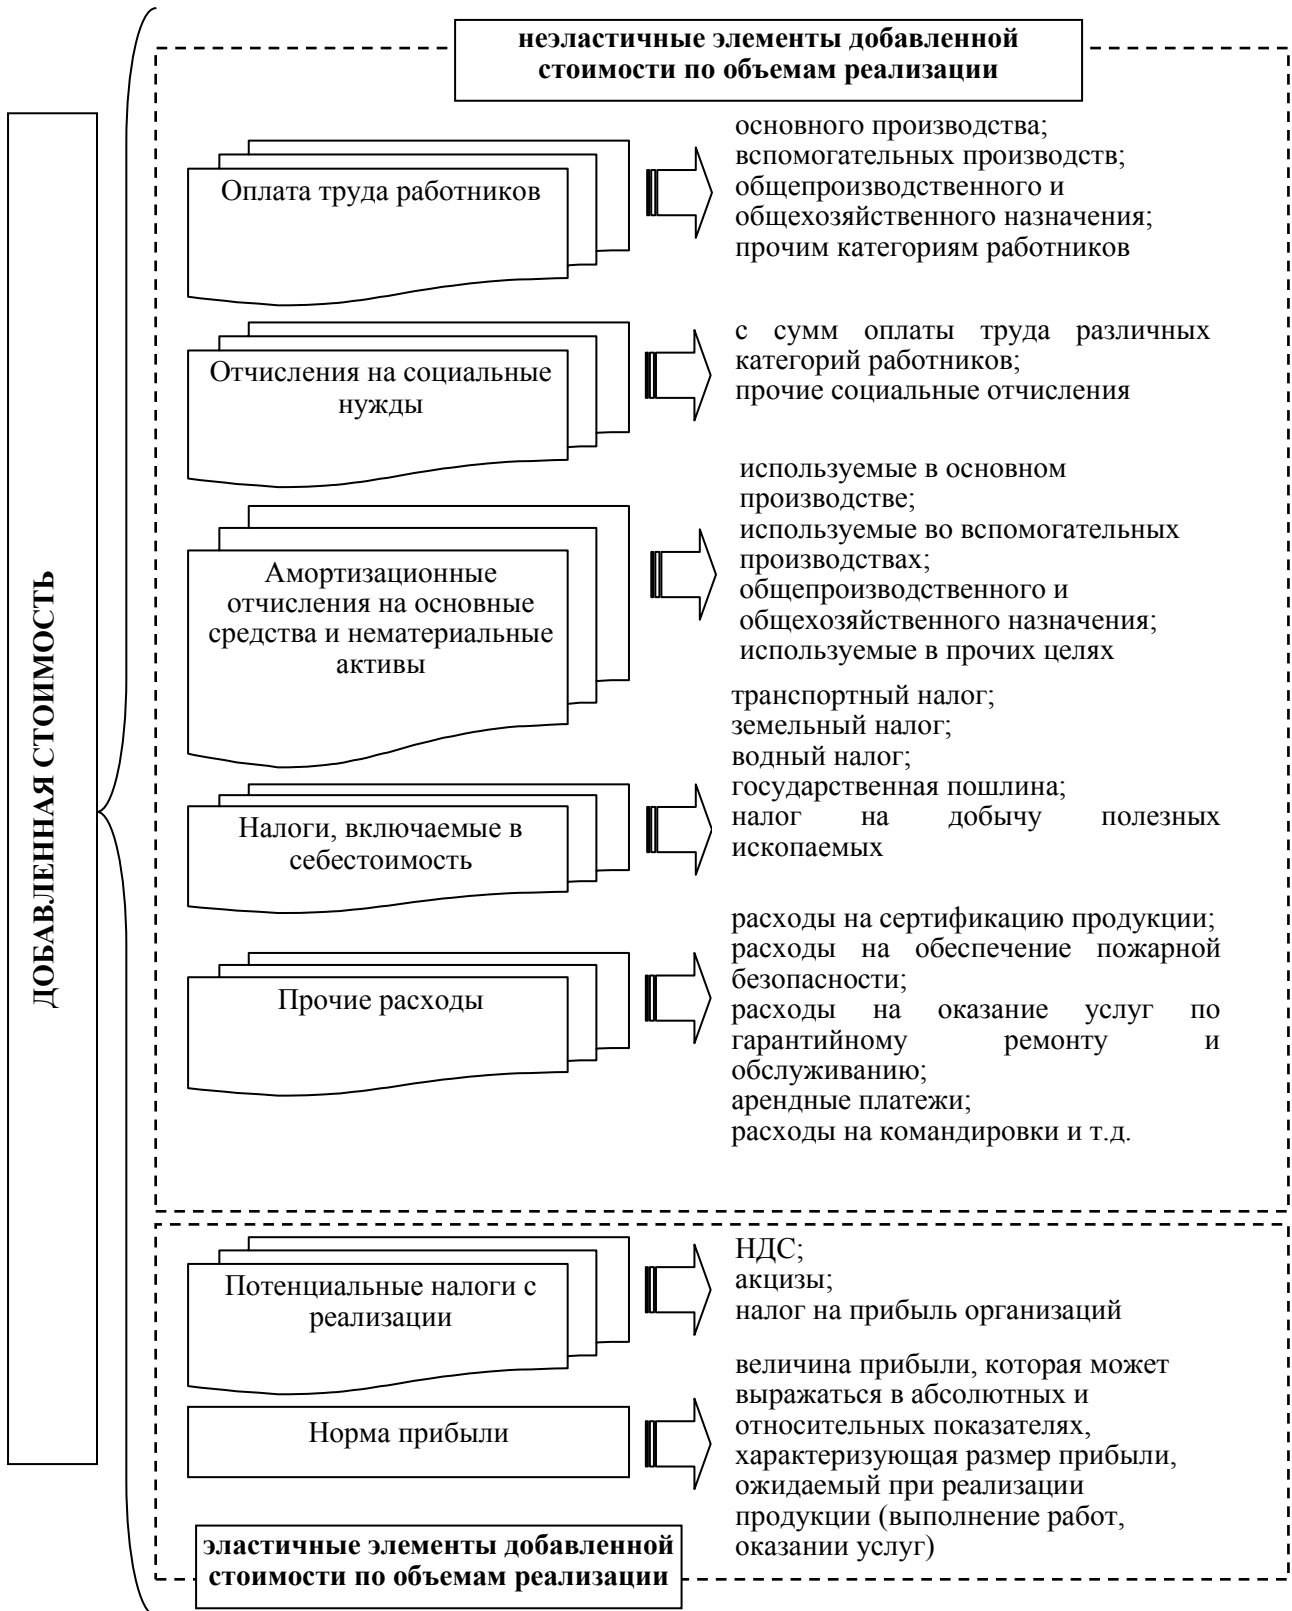 неэластичные элементы добавленной
стоимости по объемам реализации
ДОБАВЛЕННАЯ СТОИМОСТЬ
Оплата труда работников
основного производства;
вспомогательных производств;
общепроизводственного и
общехозяйственного назначения;
прочим категориям работников
Отчисления на социальные
нужды
с сумм оплаты труда различных
категорий работников;
прочие социальные отчисления
Амортизационные
отчисления на основные
средства и нематериальные
активы
используемые в основном
производстве;
используемые во вспомогательных
производствах;
общепроизводственного и
общехозяйственного назначения;
используемые в прочих целях
Налоги, включаемые в
себестоимость
транспортный налог;
земельный налог;
водный налог;
государственная пошлина;
налог на добычу полезных
ископаемых
Прочие расходы
расходы на сертификацию продукции;
расходы на обеспечение пожарной
безопасности;
расходы на оказание услуг по
гарантийному ремонту и
обслуживанию;
арендные платежи;
расходы на командировки и т.д.
Потенциальные налоги с
реализации
НДС;
акцизы;
налог на прибыль организаций
Норма прибыли
величина прибыли, которая может
выражаться в абсолютных и
относительных показателях,
характеризующая размер прибыли,
ожидаемый при реализации
продукции (выполнение работ,
оказании услуг)
эластичные элементы добавленной
стоимости по объемам реализации